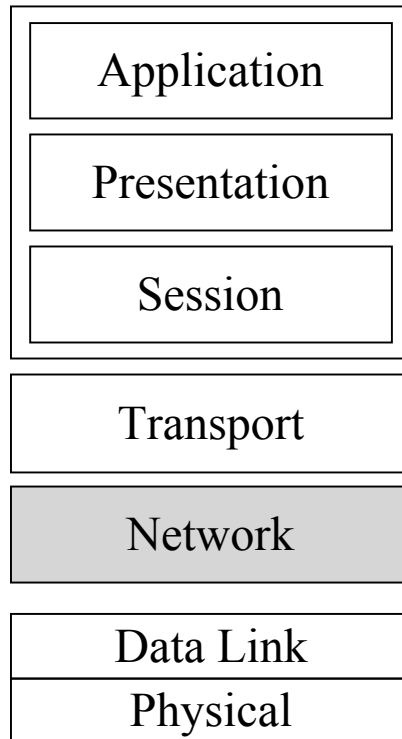 Application
Presentation
Session
Transport
Network
Data Link
Physical